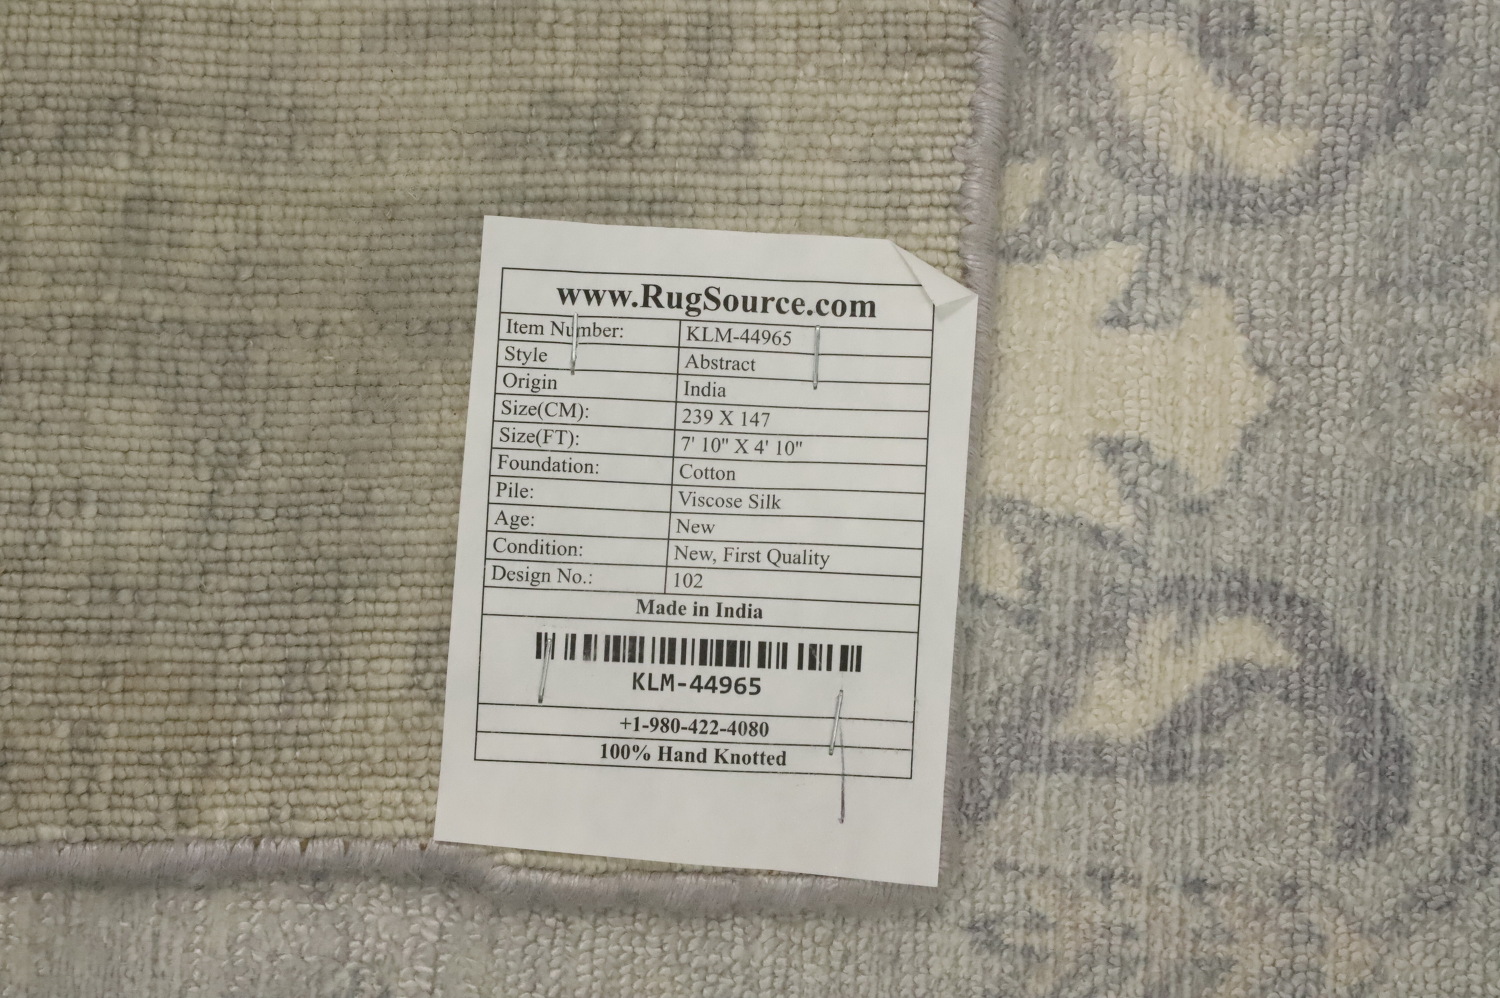 www.RugSource.com
Item Number: KLM-44965
Style Abstract
Origin India
Size(CM): 239 X 147
Size(FT): 7' 10" X 4' 10"
Foundation: Cotton
Pile: Viscose Silk
Age: New
Condition: New, First Quality
Design No.: 102
Made in India
KLM-44965
+1-980-422-4080
100% Hand Knotted